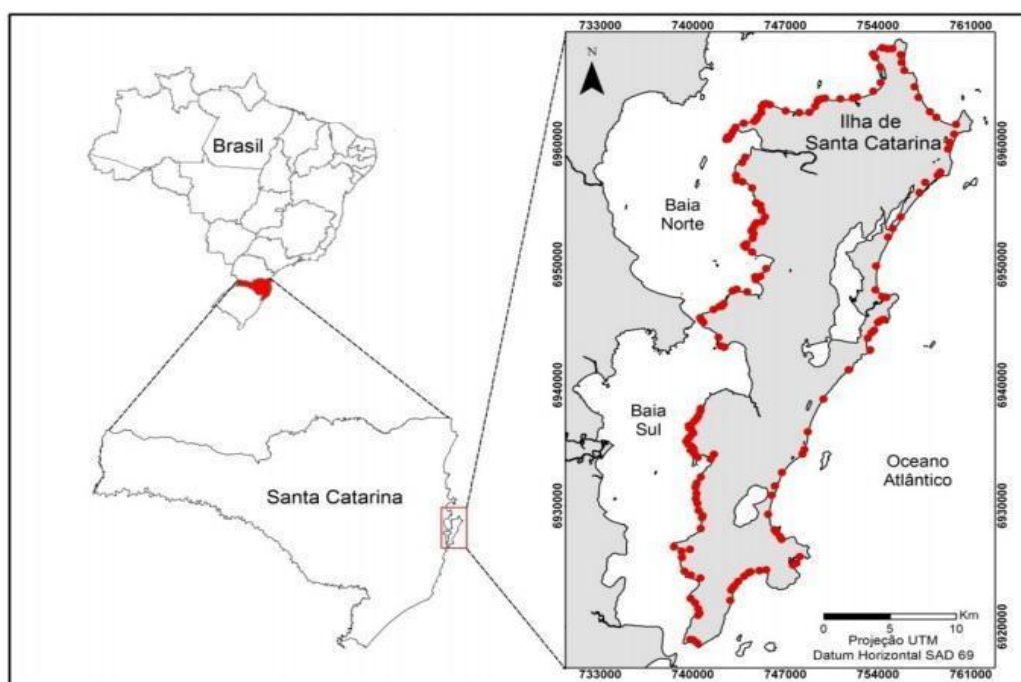 Brasil
Santa Catarina
733000 740000 747000 754000 761000
N
Ilha de
Santa Catarina
Baia
Norte
Baia
Sul
Oceano
Atlântico
6960000
6950000
6940000
6930000
6920000
6960000
6950000
6940000
6930000
6920000
Km
0 5 10
Projeção UTM
Datum Horizontal SAD 69
733000 740000 747000 754000 761000